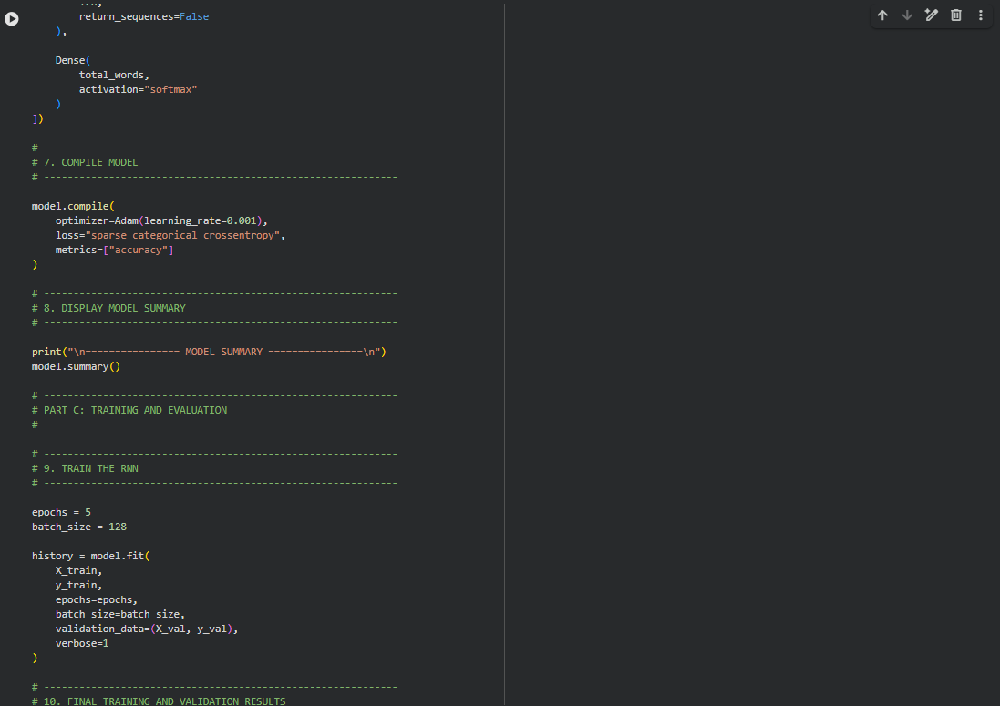 128,
return_sequences=False
),
Dense(
total_words,
activation="softmax"
)
])
# ------------------------------------------------------------
# 7. COMPILE MODEL
# ------------------------------------------------------------
model.compile(
optimizer=Adam(learning_rate=0.001),
loss="sparse_categorical_crossentropy",
metrics=["accuracy"]
)
# ------------------------------------------------------------
# 8. DISPLAY MODEL SUMMARY
# ------------------------------------------------------------
print("\n================ MODEL SUMMARY ================\n")
model.summary()
# ------------------------------------------------------------
# PART C: TRAINING AND EVALUATION
# ------------------------------------------------------------
# ------------------------------------------------------------
# 9. TRAIN THE RNN
# ------------------------------------------------------------
epochs = 5
batch_size = 128
history = model.fit(
X_train,
y_train,
epochs=epochs,
batch_size=batch_size,
validation_data=(X_val, y_val),
verbose=1
)
# ------------------------------------------------------------
# 10. FINAL TRAINING AND VALIDATION RESULTS